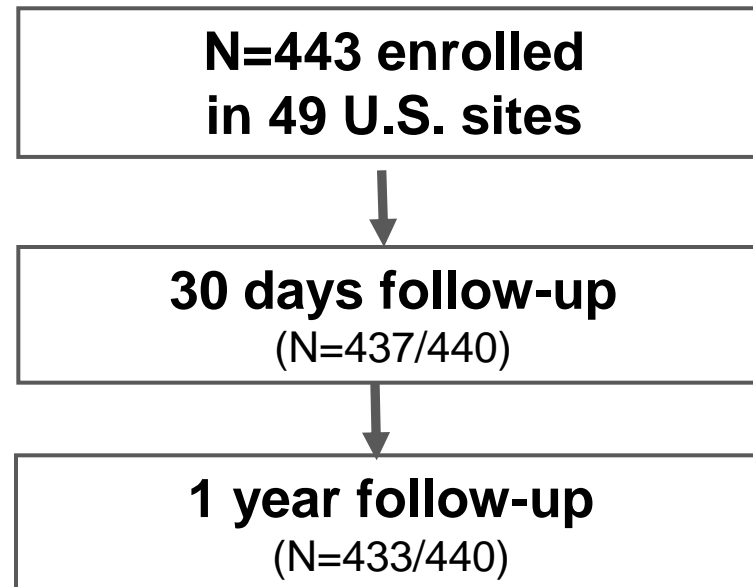 N=443 enrolled
in 49 U.S. sites
30 days follow-up
(N=437/440)
1 year follow-up
(N=433/440)